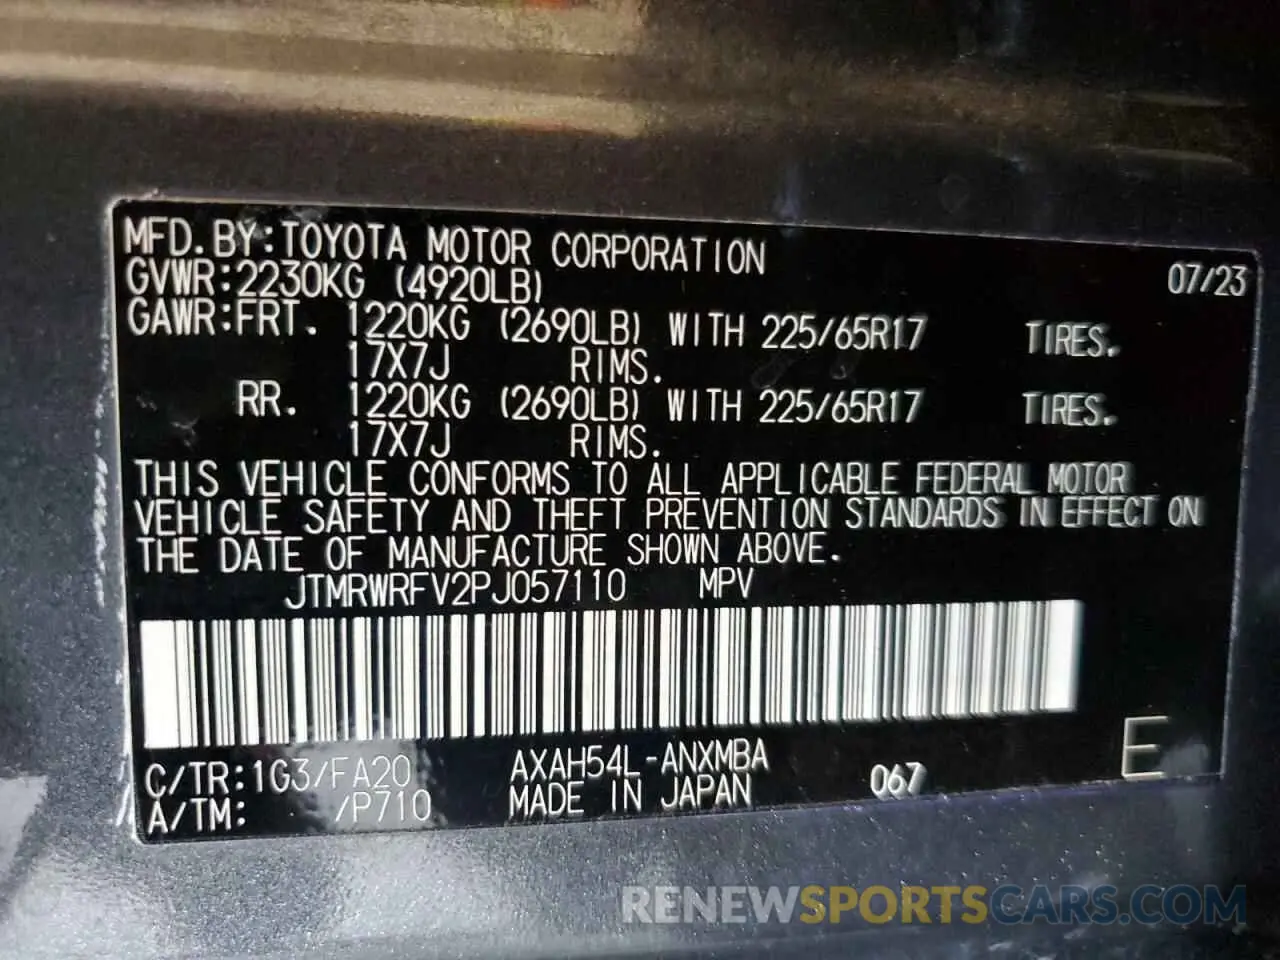 MFD.BY:TOYOTA MOTOR CORPORATION 07/23
GVWR:2230KG (4920LB)
GAWR:FRT. 1220KG (2690LB) WITH 225/65R17 TIRES.
17X7J RIMS.
RR. 1220KG (2690LB) WITH 225/65R17 TIRES.
17X7J RIMS.
THIS VEHICLE CONFORMS TO ALL APPLICABLE FEDERAL MOTOR
VEHICLE SAFETY AND THEFT PREVENTION STANDARDS IN EFFECT ON
THE DATE OF MANUFACTURE SHOWN ABOVE.
JTMRWRFV2PJ057110 MPV
E
C/TR:1G3/FA20 AXAH54L-ANXMBA
A/TM: /P710 MADE IN JAPAN 067
RENEWSPORTSCARS.COM